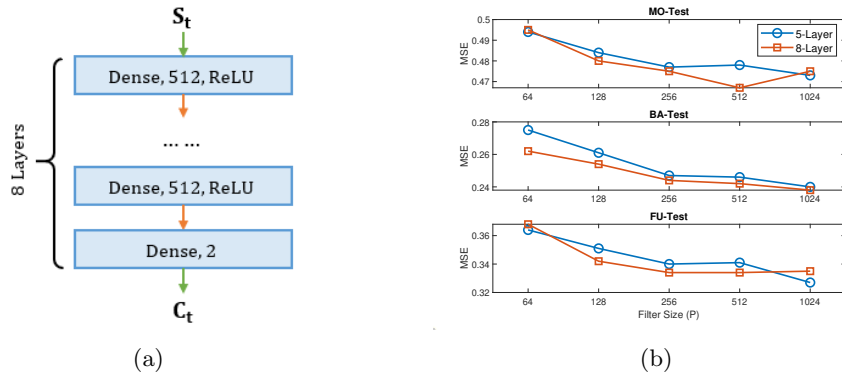 S_t
8 Layers
Dense, 512, ReLU
... ...
Dense, 512, ReLU
Dense, 2
C_t
(a)
MO-Test
MSE
0.5
0.49
0.48
0.47
64 128 256 512 1024
5-Layer
8-Layer
BA-Test
MSE
0.28
0.26
0.24
64 128 256 512 1024
FU-Test
MSE
0.36
0.34
0.32
64 128 256 512 1024
Filter Size (P)
(b)